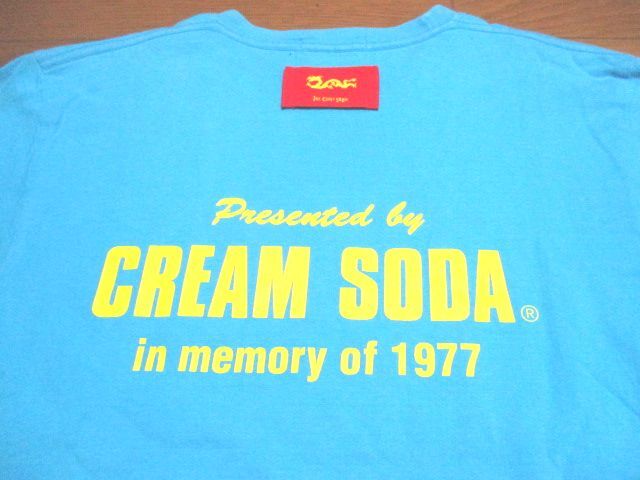 Presented by
CREAM SODA®
in memory of 1977